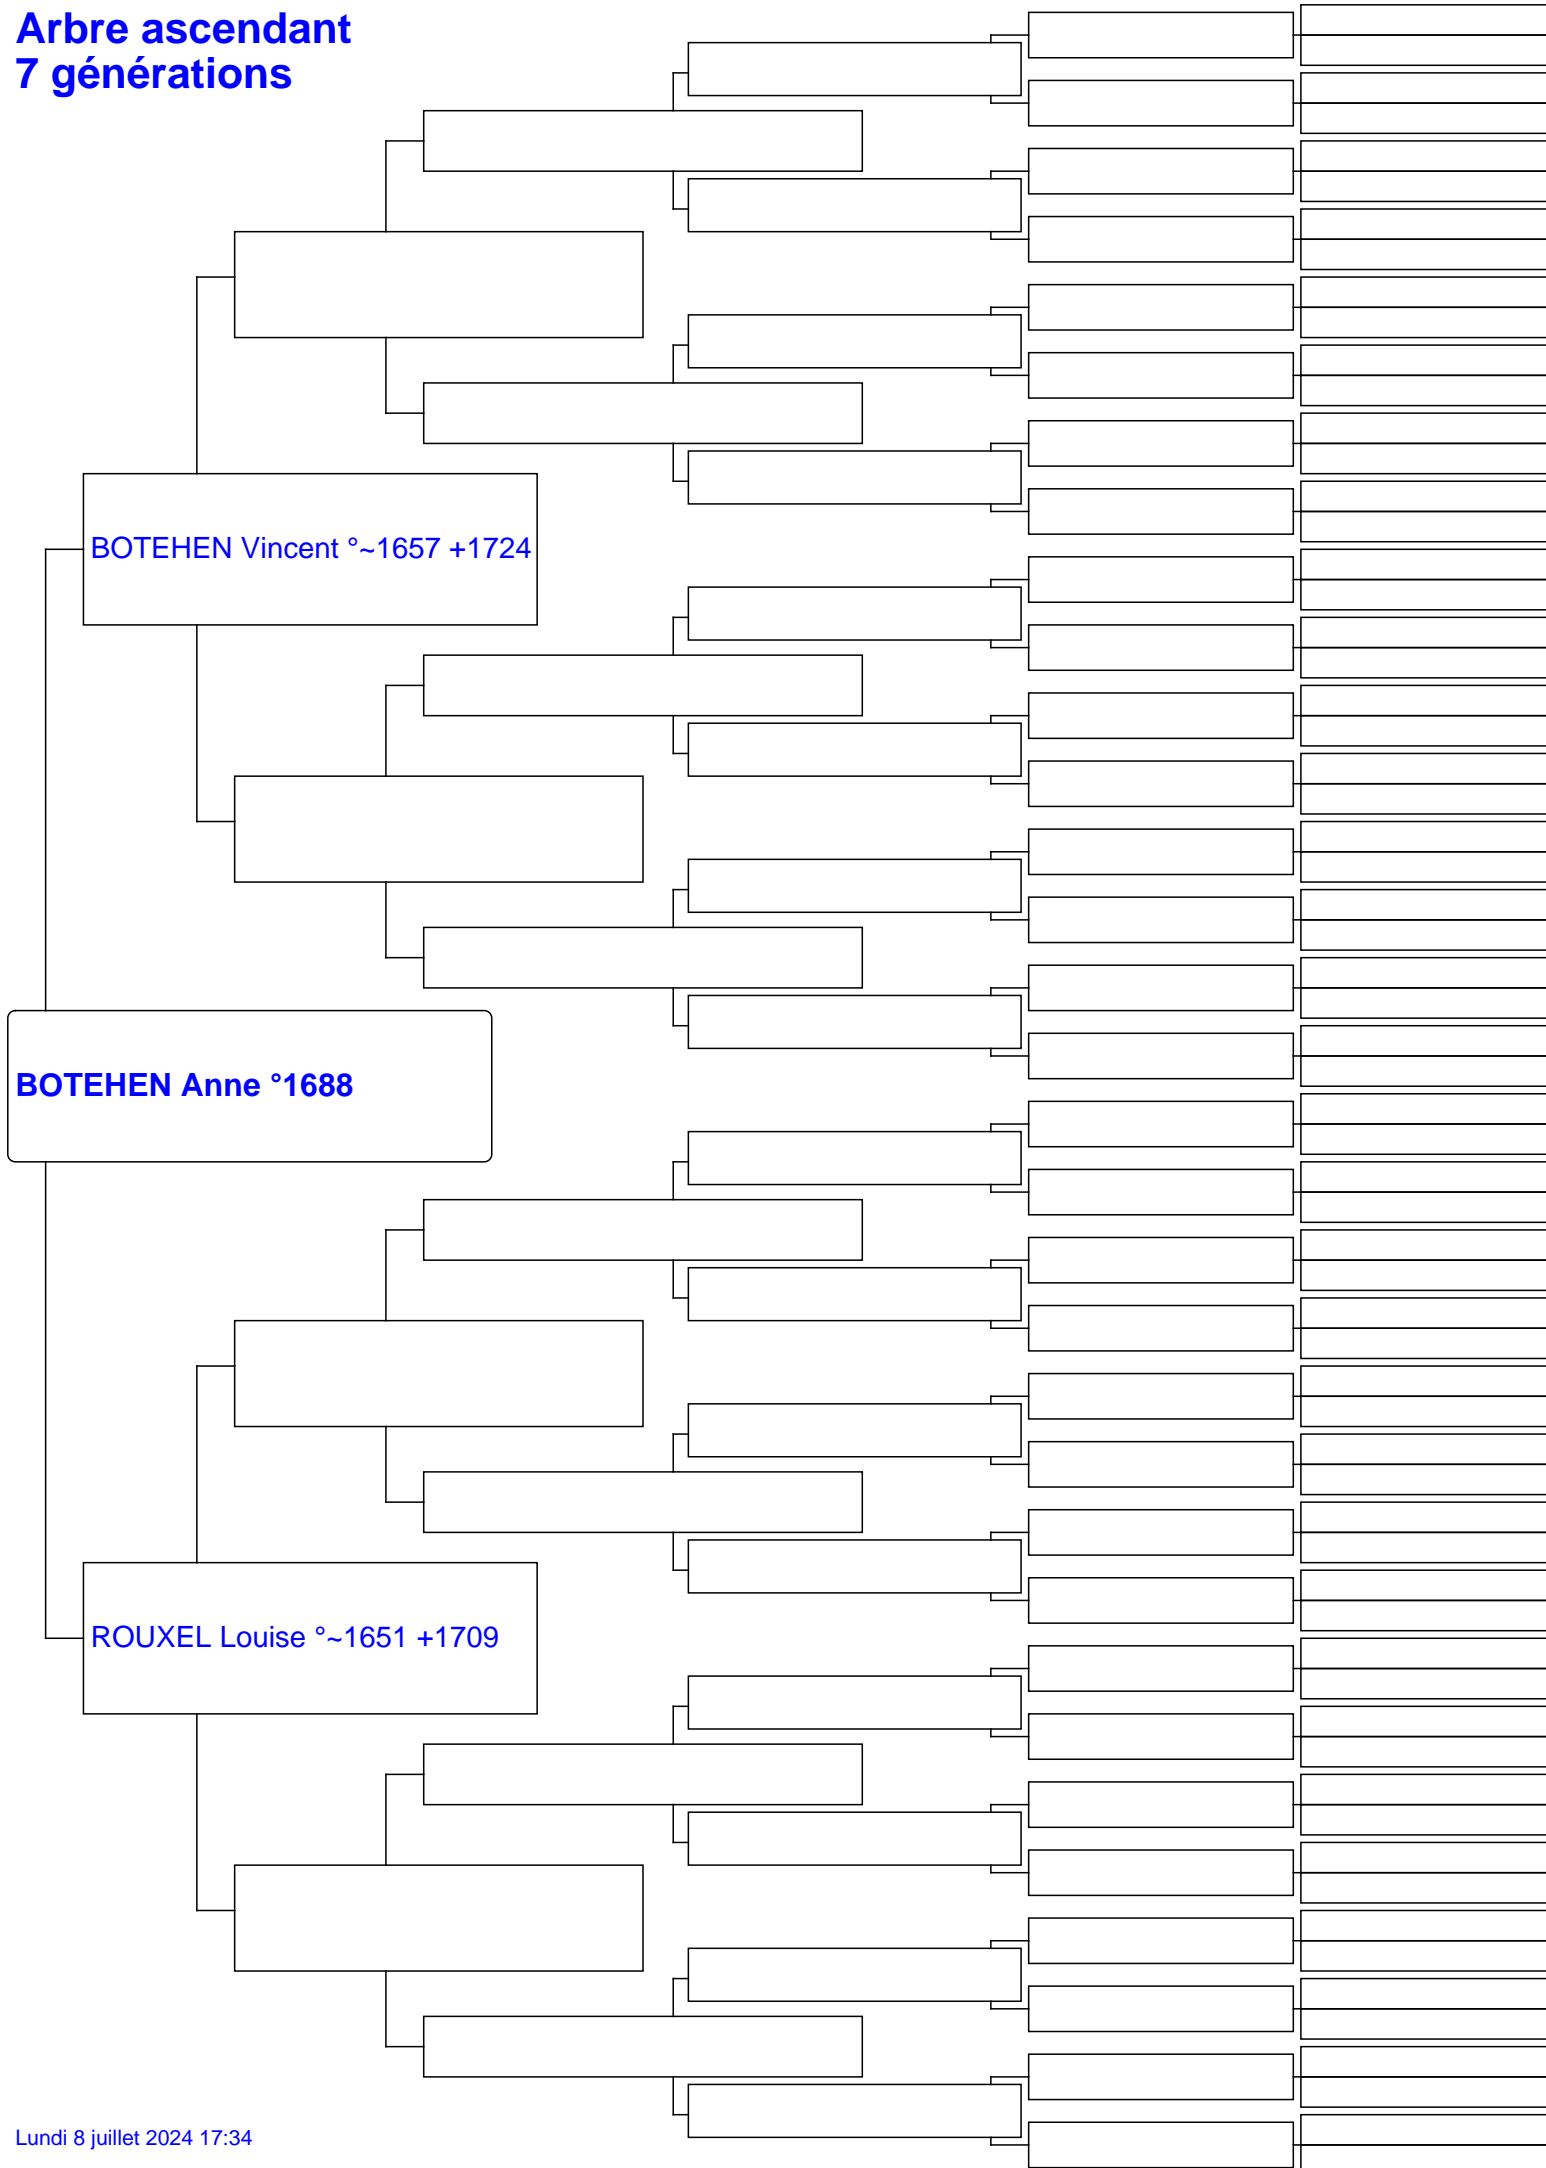 Arbre ascendant
7 générations
BOTEHEN Vincent °~1657 +1724
BOTEHEN Anne °1688
ROUXEL Louise °~1651 +1709
Lundi 8 juillet 2024 17:34